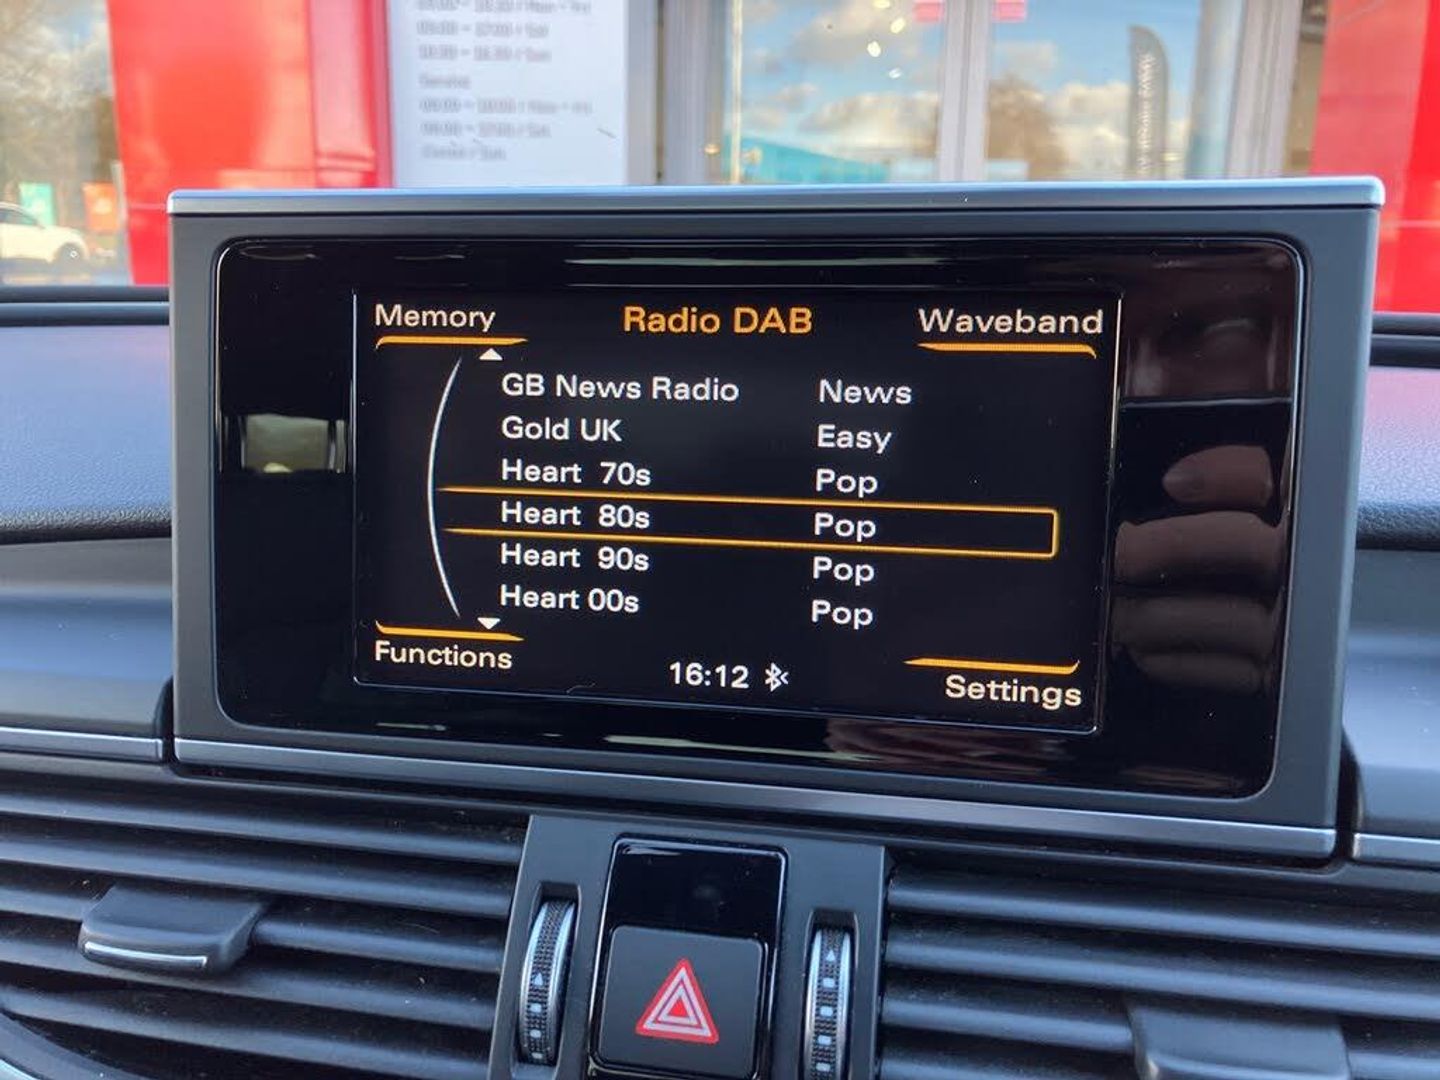 Memory Radio DAB Waveband
GB News Radio News
Gold UK Easy
Heart 70s Pop
Heart 80s Pop
Heart 90s Pop
Heart 00s Pop
Functions 16:12 Settings